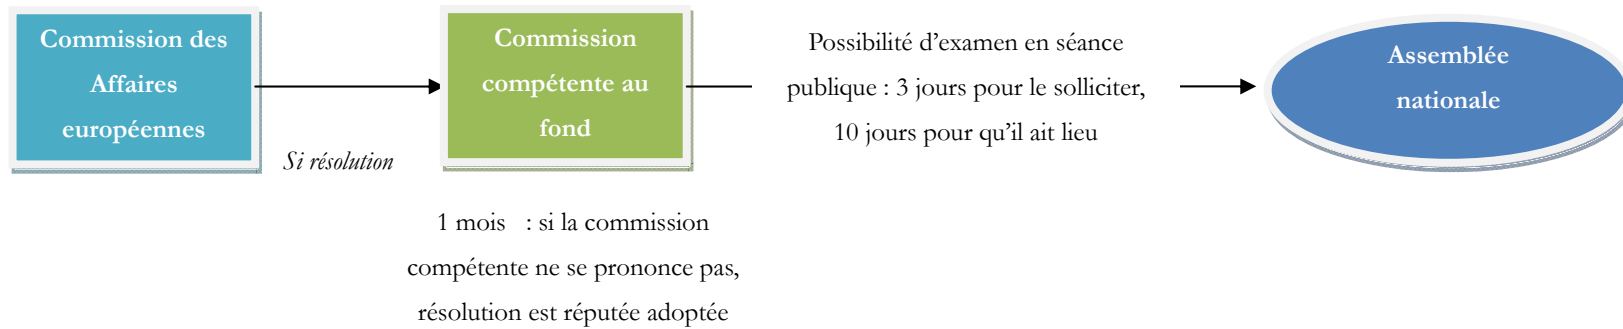 Commission des
Affaires
européennes
Si résolution
Commission
compétente au
fond
1 mois : si la commission
compétente ne se prononce pas,
résolution est réputée adoptée
Possibilité d’examen en séance
publique : 3 jours pour le solliciter,
10 jours pour qu’il ait lieu
Assemblée
nationale